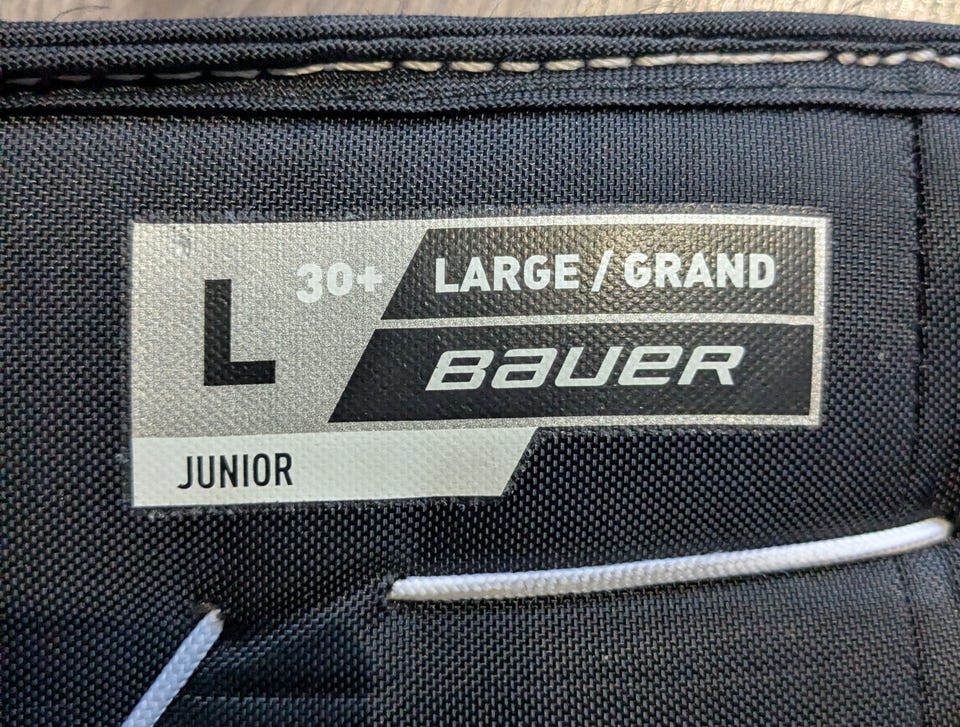 L 30+
LARGE / GRAND
BAUER
JUNIOR